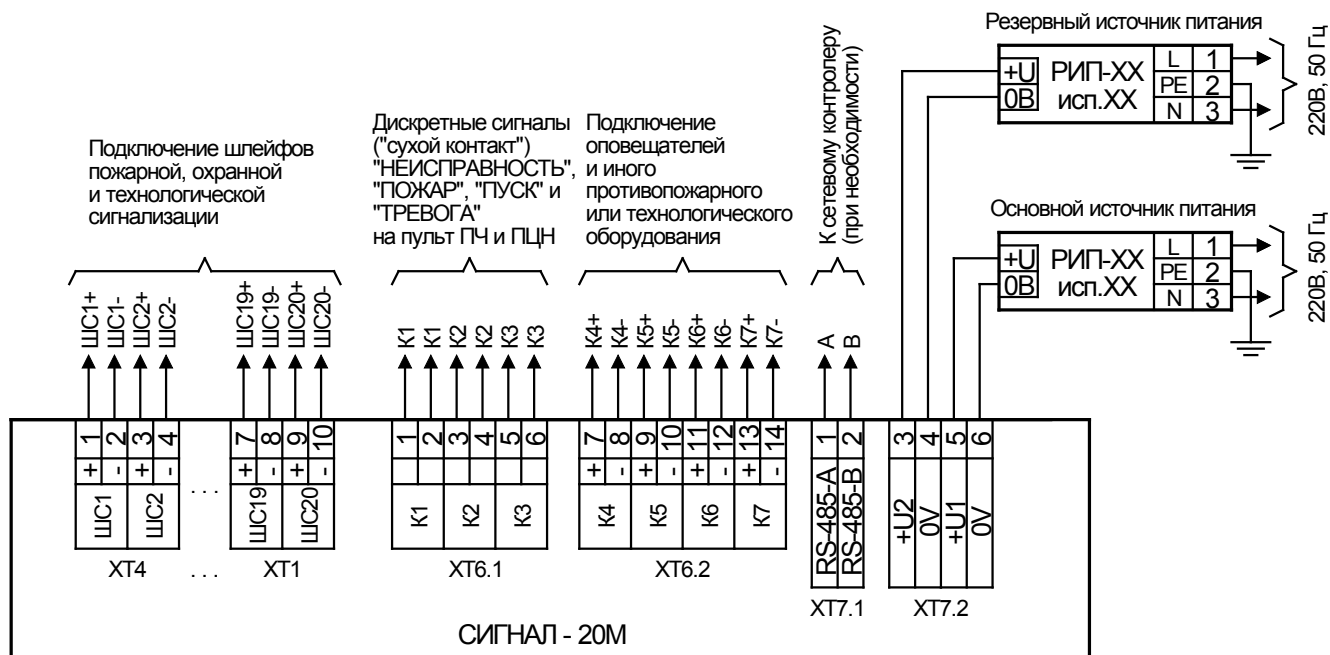 Резервный источник питания
+U
0В
РИП-ХХ
исп.ХХ
L
1
PE
2
N
3
220В, 50 Гц
Основной источник питания
+U
0В
РИП-ХХ
исп.ХХ
L
1
PE
2
N
3
220В, 50 Гц
Подключение шлейфов
пожарной, охранной
и технологической
сигнализации
Дискретные сигналы
("сухой контакт")
"НЕИСПРАВНОСТЬ",
"ПОЖАР", "ПУСК" и
"ТРЕВОГА"
на пульт ПЧ и ПЦН
Подключение
оповещателей
и иного
противопожарного
или технологического
оборудования
К сетевому контролеру
(при необходимости)
ШС1+
ШС1-
ШС2+
ШС2-
ШС19+
ШС19-
ШС20+
ШС20-
К1
К1
К2
К2
К3
К3
К4+
К4-
К5+
К5-
К6+
К6-
К7+
К7-
А
В
1 2 3 4
+ - + -
ШС1 ШС2
ХТ4
. . .
. . .
7 8 9 10
+ - + -
ШС19 ШС20
ХТ1
1 2 3 4 5 6
К1 К2 К3
ХТ6.1
7 8 9 10 11 12 13 14
+ - + - + - + -
К4 К5 К6 К7
ХТ6.2
1 2
RS-485-A
RS-485-B
ХТ7.1
3 4 5 6
+U2
0V
+U1
0V
ХТ7.2
СИГНАЛ - 20М